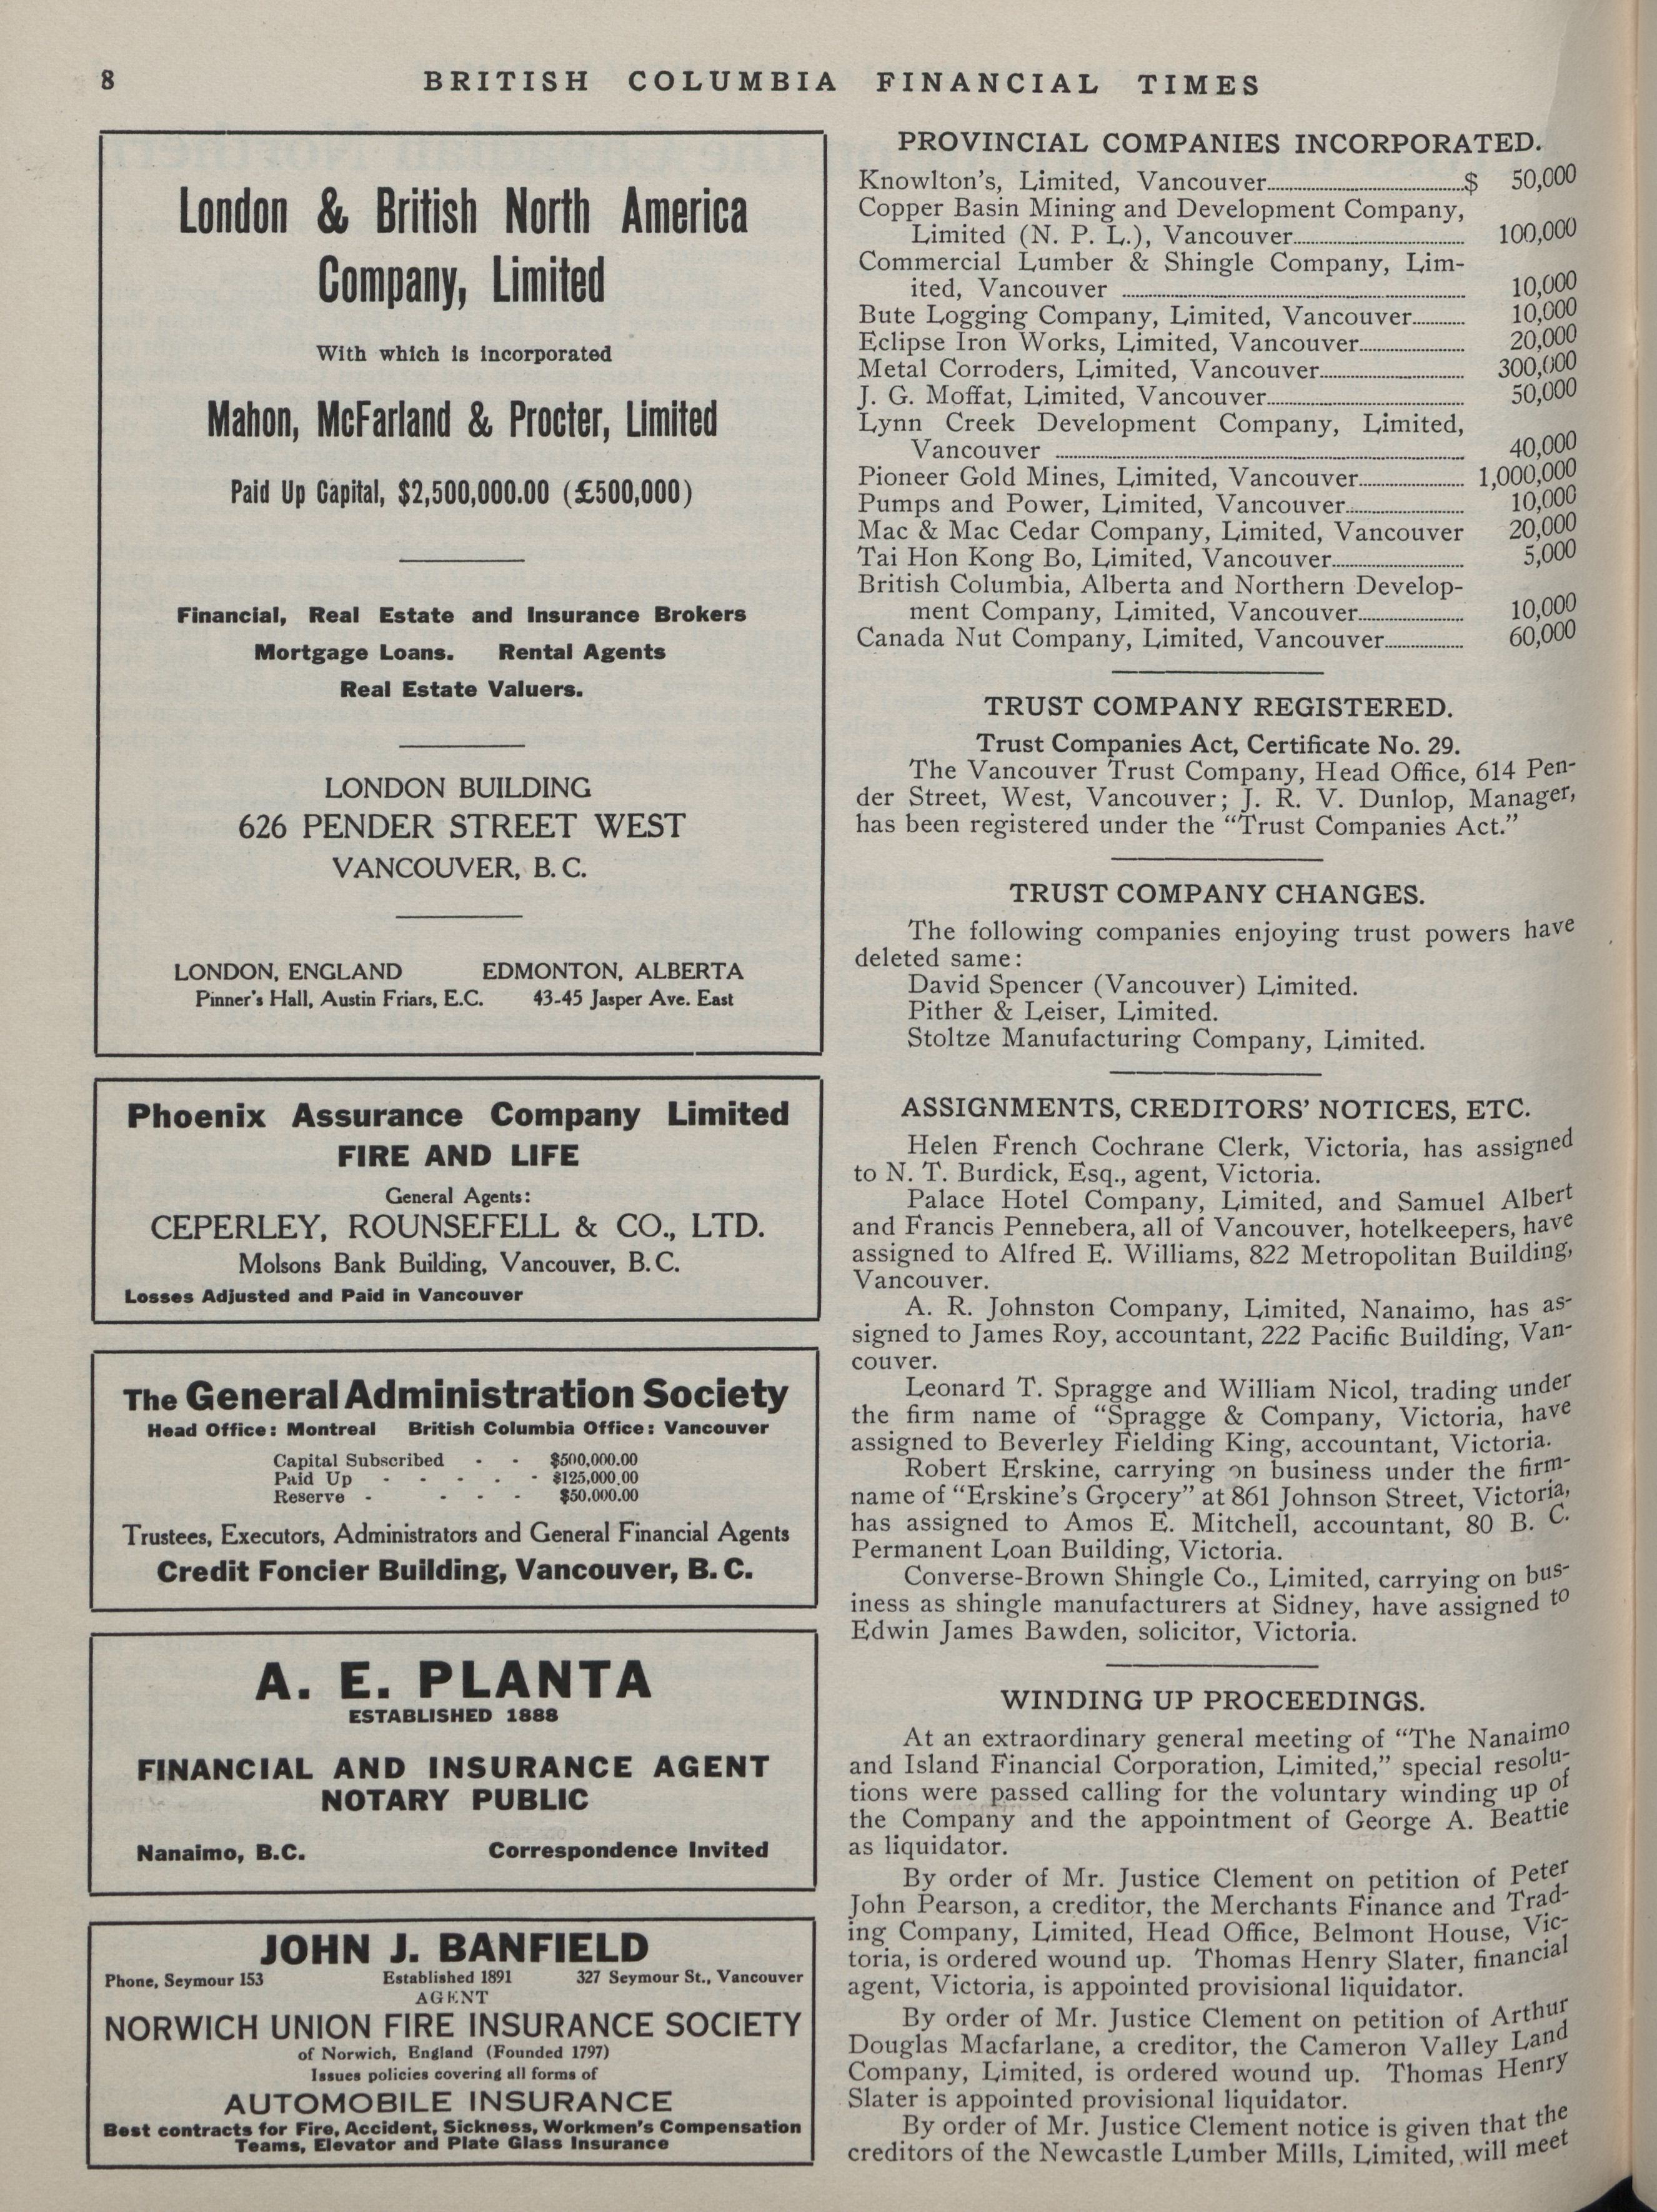 8
BRITISH COLUMBIA FINANCIAL TIMES
London & British North America
Company, Limited
With which is incorporated
Mahon, McFarland & Procter, Limited
Paid Up Capital, $2,500,000.00 (£500,000)
Financial, Real Estate and Insurance Brokers
Mortgage Loans. Rental Agents
Real Estate Valuers.
LONDON BUILDING
626 PENDER STREET WEST
VANCOUVER, B. C.
LONDON, ENGLAND EDMONTON, ALBERTA
Pinner's Hall, Austin Friars, E.C. 43-45 Jasper Ave. East
Phoenix Assurance Company Limited
FIRE AND LIFE
General Agents:
CEPERLEY, ROUNSEFELL & CO., LTD.
Molsons Bank Building, Vancouver, B. C.
Losses Adjusted and Paid in Vancouver
The General Administration Society
Head Office: Montreal British Columbia Office: Vancouver
Capital Subscribed - - $500,000.00
Paid Up - - - - - $125,000.00
Reserve - - - - $50,000.00
Trustees, Executors, Administrators and General Financial Agents
Credit Foncier Building, Vancouver, B. C.
A. E. PLANTA
ESTABLISHED 1888
FINANCIAL AND INSURANCE AGENT
NOTARY PUBLIC
Nanaimo, B.C. Correspondence Invited
JOHN J. BANFIELD
Phone, Seymour 153 Established 1891 327 Seymour St., Vancouver
AGENT
NORWICH UNION FIRE INSURANCE SOCIETY
of Norwich, England (Founded 1797)
Issues policies covering all forms of
AUTOMOBILE INSURANCE
Best contracts for Fire, Accident, Sickness, Workmen's Compensation
Teams, Elevator and Plate Glass Insurance
PROVINCIAL COMPANIES INCORPORATED.
Knowlton's, Limited, Vancouver $ 50,000
Copper Basin Mining and Development Company,
Limited (N. P. L.), Vancouver 100,000
Commercial Lumber & Shingle Company, Lim-
ited, Vancouver 10,000
Bute Logging Company, Limited, Vancouver 10,000
Eclipse Iron Works, Limited, Vancouver 20,000
Metal Corroders, Limited, Vancouver 300,000
J. G. Moffat, Limited, Vancouver 50,000
Lynn Creek Development Company, Limited,
Vancouver 40,000
Pioneer Gold Mines, Limited, Vancouver 1,000,000
Pumps and Power, Limited, Vancouver 10,000
Mac & Mac Cedar Company, Limited, Vancouver 20,000
Tai Hon Kong Bo, Limited, Vancouver 5,000
British Columbia, Alberta and Northern Develop-
ment Company, Limited, Vancouver 10,000
Canada Nut Company, Limited, Vancouver 60,000
TRUST COMPANY REGISTERED.
Trust Companies Act, Certificate No. 29.
The Vancouver Trust Company, Head Office, 614 Pen-
der Street, West, Vancouver; J. R. V. Dunlop, Manager,
has been registered under the "Trust Companies Act."
TRUST COMPANY CHANGES.
The following companies enjoying trust powers have
deleted same:
David Spencer (Vancouver) Limited.
Pither & Leiser, Limited.
Stoltze Manufacturing Company, Limited.
ASSIGNMENTS, CREDITORS' NOTICES, ETC.
Helen French Cochrane Clerk, Victoria, has assigned
to N. T. Burdick, Esq., agent, Victoria.
Palace Hotel Company, Limited, and Samuel Albert
and Francis Pennebera, all of Vancouver, hotelkeepers, have
assigned to Alfred E. Williams, 822 Metropolitan Building,
Vancouver.
A. R. Johnston Company, Limited, Nanaimo, has as-
signed to James Roy, accountant, 222 Pacific Building, Van-
couver.
Leonard T. Spragge and William Nicol, trading under
the firm name of "Spragge & Company, Victoria, have
assigned to Beverley Fielding King, accountant, Victoria.
Robert Erskine, carrying on business under the firm-
name of "Erskine's Grocery" at 861 Johnson Street, Victoria,
has assigned to Amos E. Mitchell, accountant, 80 B. C.
Permanent Loan Building, Victoria.
Converse-Brown Shingle Co., Limited, carrying on bus-
iness as shingle manufacturers at Sidney, have assigned to
Edwin James Bawden, solicitor, Victoria.
WINDING UP PROCEEDINGS.
At an extraordinary general meeting of "The Nanaimo
and Island Financial Corporation, Limited," special resolu-
tions were passed calling for the voluntary winding up of
the Company and the appointment of George A. Beattie
as liquidator.
By order of Mr. Justice Clement on petition of Peter
John Pearson, a creditor, the Merchants Finance and Trad-
ing Company, Limited, Head Office, Belmont House, Vic-
toria, is ordered wound up. Thomas Henry Slater, financial
agent, Victoria, is appointed provisional liquidator.
By order of Mr. Justice Clement on petition of Arthur
Douglas Macfarlane, a creditor, the Cameron Valley Land
Company, Limited, is ordered wound up. Thomas Henry
Slater is appointed provisional liquidator.
By order of Mr. Justice Clement notice is given that the
creditors of the Newcastle Lumber Mills, Limited, will meet